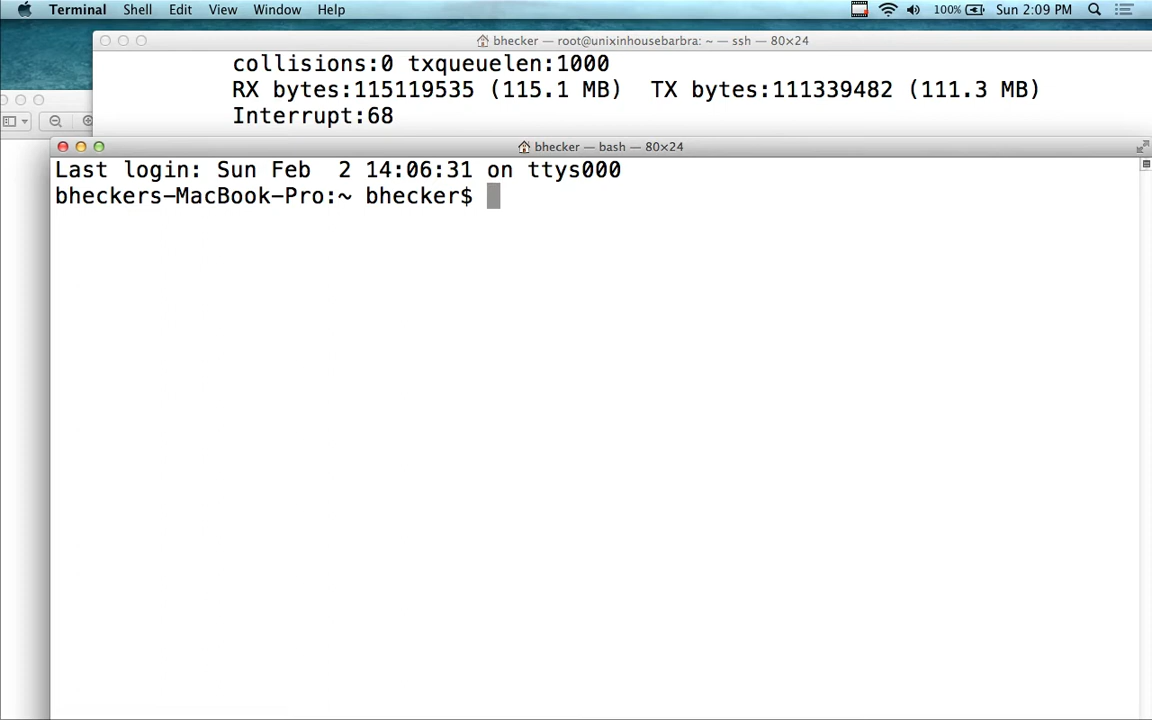 Terminal Shell Edit View Window Help 100% Sun 2:09 PM
bhecker — root@unixinhousebarbra: ~ — ssh — 80×24
collisions:0 txqueuelen:1000
RX bytes:115119535 (115.1 MB)  TX bytes:111339482 (111.3 MB)
Interrupt:68
bhecker — bash — 80×24
Last login: Sun Feb  2 14:06:31 on ttys000
bheckers-MacBook-Pro:~ bhecker$